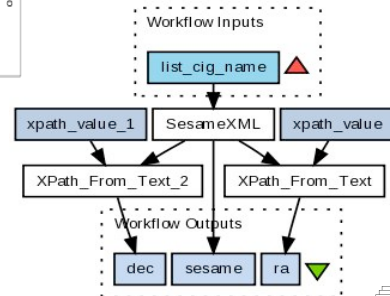 Workflow Inputs
list_cig_name
xpath_value_1 SesameXML xpath_value
XPath_From_Text_2 XPath_From_Text
Workflow Outputs
dec sesame ra